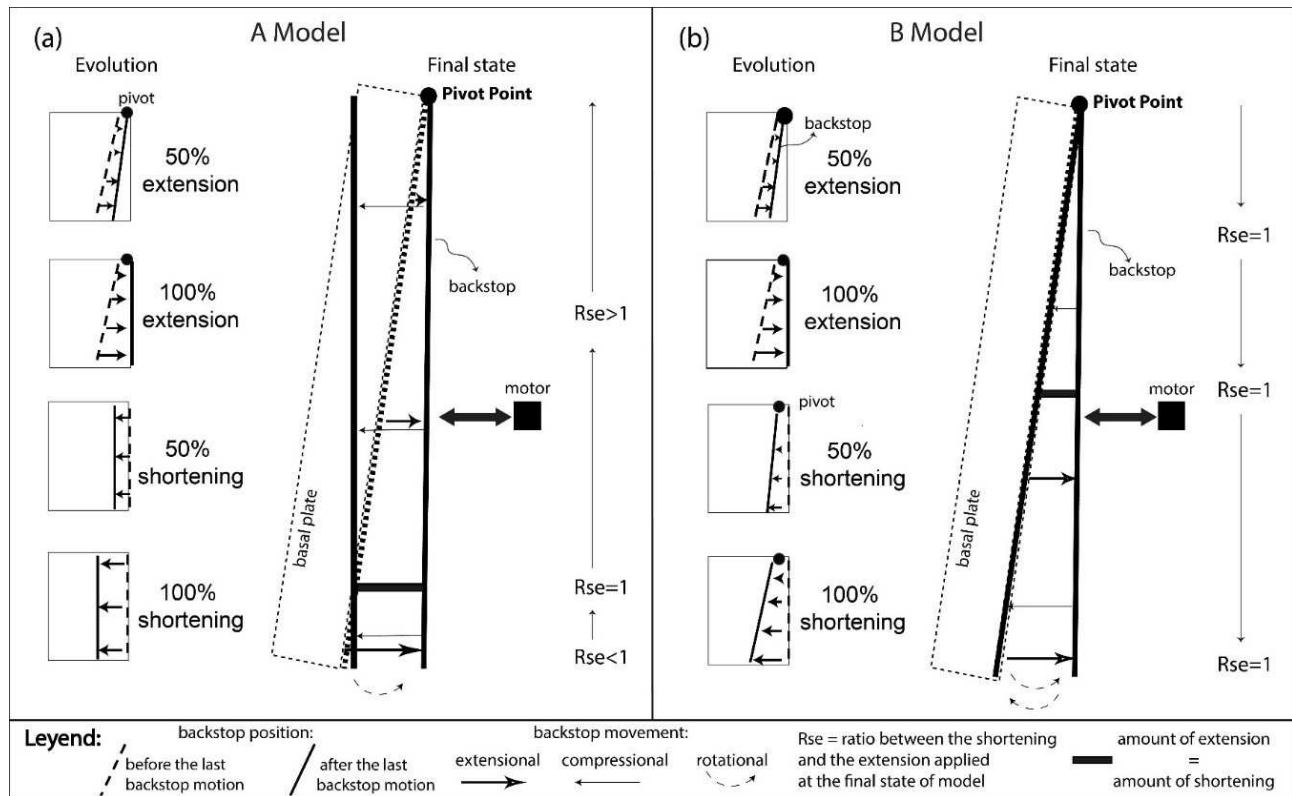 (a)
A Model
Evolution
Final state
pivot
Pivot Point
50%
extension
backstop
100%
extension
Rse>1
motor
50%
shortening
basal plate
100%
shortening
Rse=1
Rse<1
(b)
B Model
Evolution
Final state
Pivot Point
backstop
50%
extension
Rse=1
backstop
100%
extension
Rse=1
motor
pivot
50%
shortening
basal plate
100%
shortening
Rse=1
Leyend:
backstop position:
before the last
backstop motion
after the last
backstop motion
backstop movement:
extensional
compressional
rotational
Rse = ratio between the shortening
and the extension applied
at the final state of model
amount of extension
=
amount of shortening